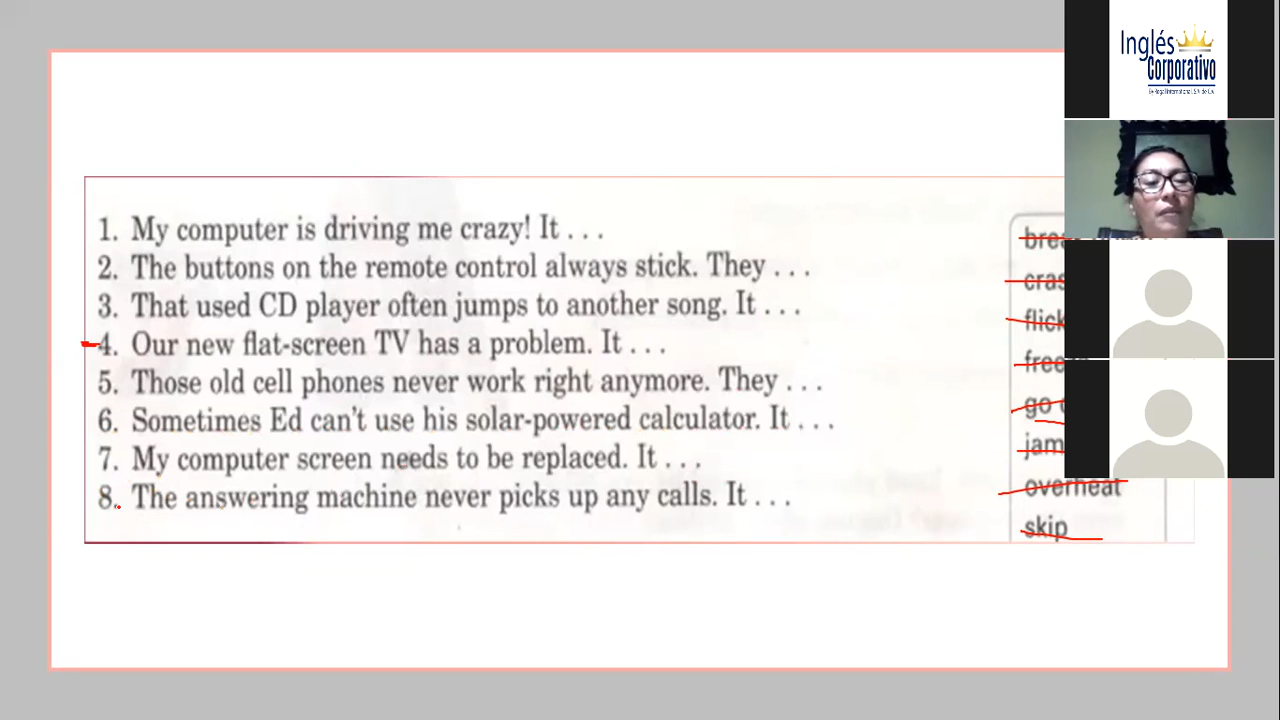 Inglés
Corporativo
1. My computer is driving me crazy! It . . .
2. The buttons on the remote control always stick. They . . .
3. That used CD player often jumps to another song. It . . .
4. Our new flat-screen TV has a problem. It . . .
5. Those old cell phones never work right anymore. They . . .
6. Sometimes Ed can't use his solar-powered calculator. It . . .
7. My computer screen needs to be replaced. It . . .
8. The answering machine never picks up any calls. It . . .
go
jam
overheat
skip